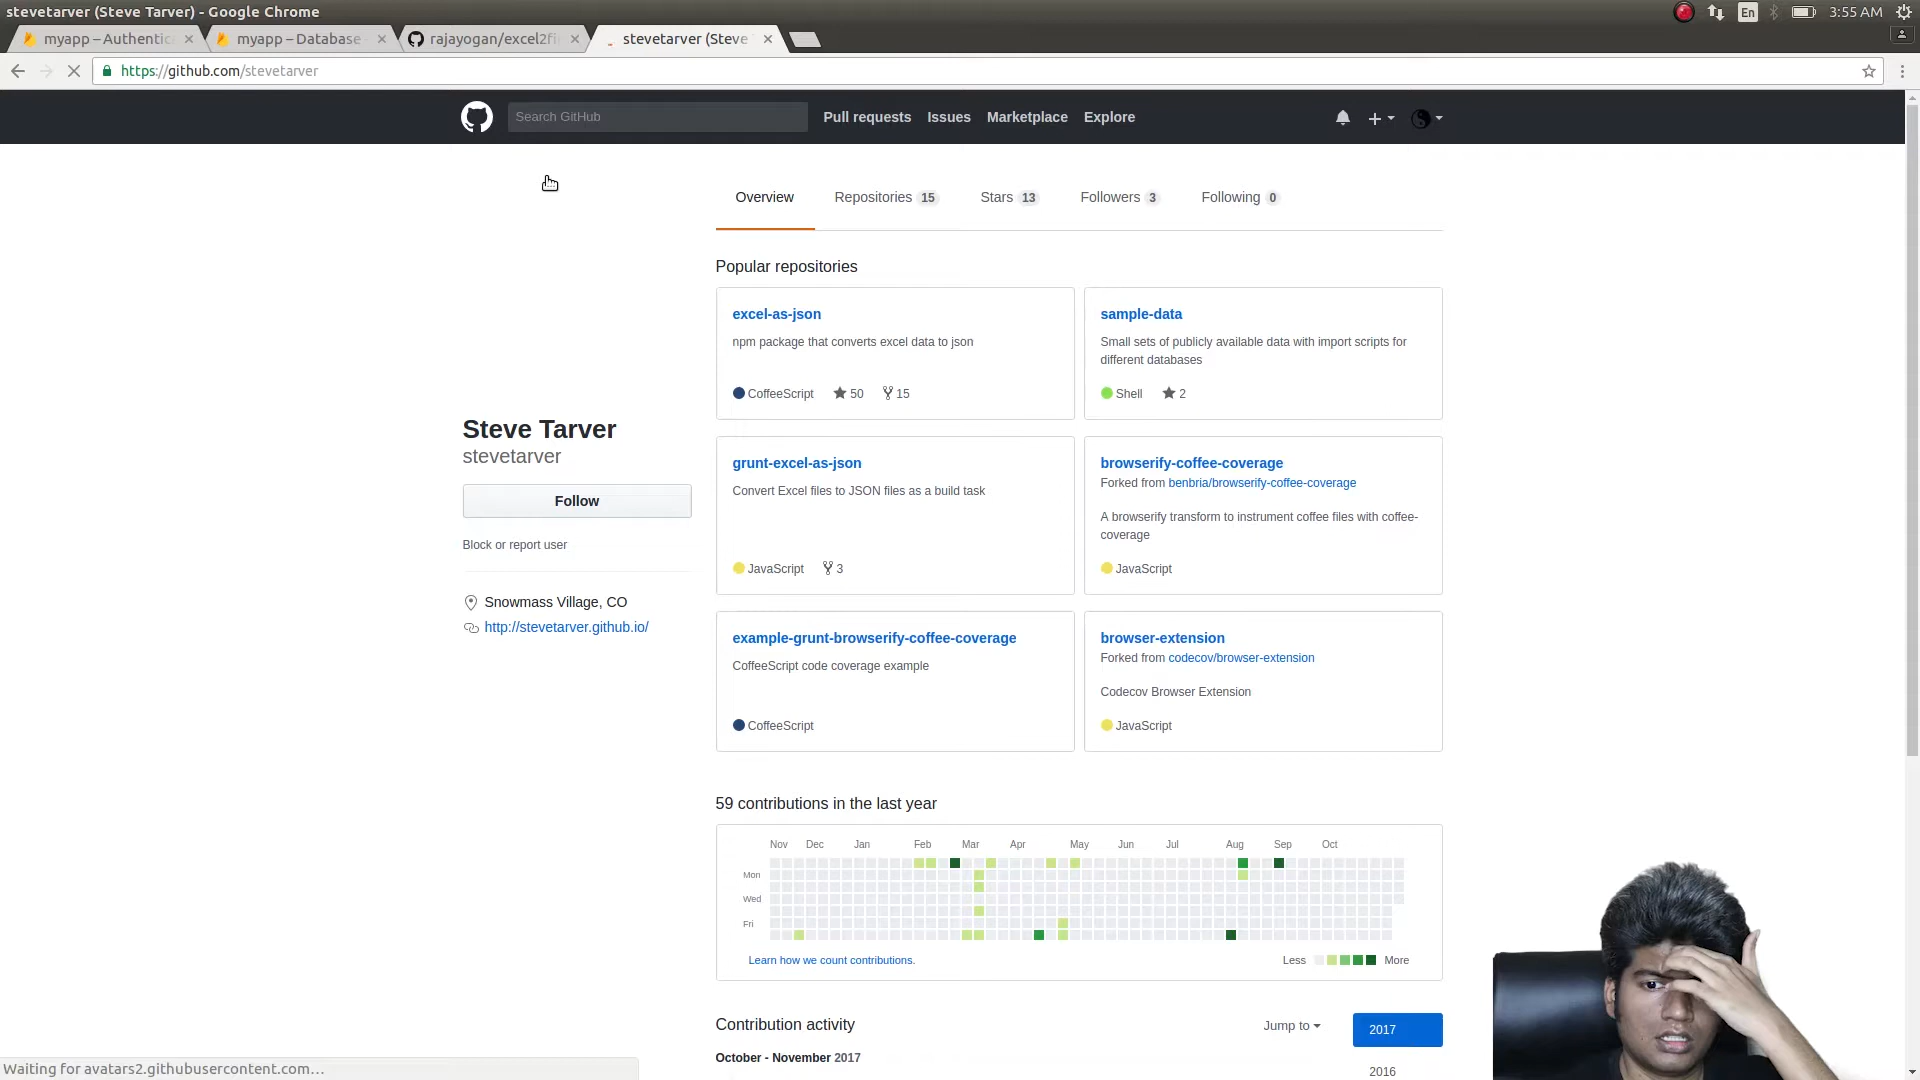 stevetarver (Steve Tarver) - Google Chrome
En
3:55 AM
myapp – Authentic
myapp – Database
rajayogan/excel2fi
stevetarver (Steve
https://github.com/stevetarver
Search GitHub
Pull requests
Issues
Marketplace
Explore
Overview
Repositories 15
Stars 13
Followers 3
Following 0
Popular repositories
excel-as-json
npm package that converts excel data to json
CoffeeScript 50 15
sample-data
Small sets of publicly available data with import scripts for
different databases
Shell 2
Steve Tarver
stevetarver
Follow
Block or report user
Snowmass Village, CO
http://stevetarver.github.io/
grunt-excel-as-json
Convert Excel files to JSON files as a build task
JavaScript 3
browserify-coffee-coverage
Forked from benbria/browserify-coffee-coverage
A browserify transform to instrument coffee files with coffee-
coverage
JavaScript
example-grunt-browserify-coffee-coverage
CoffeeScript code coverage example
CoffeeScript
browser-extension
Forked from codecov/browser-extension
Codecov Browser Extension
JavaScript
59 contributions in the last year
Nov Dec Jan Feb Mar Apr May Jun Jul Aug Sep Oct
Mon
Wed
Fri
Learn how we count contributions.
Less
More
Contribution activity
Jump to
2017
October - November 2017
2016
Waiting for avatars2.githubusercontent.com...